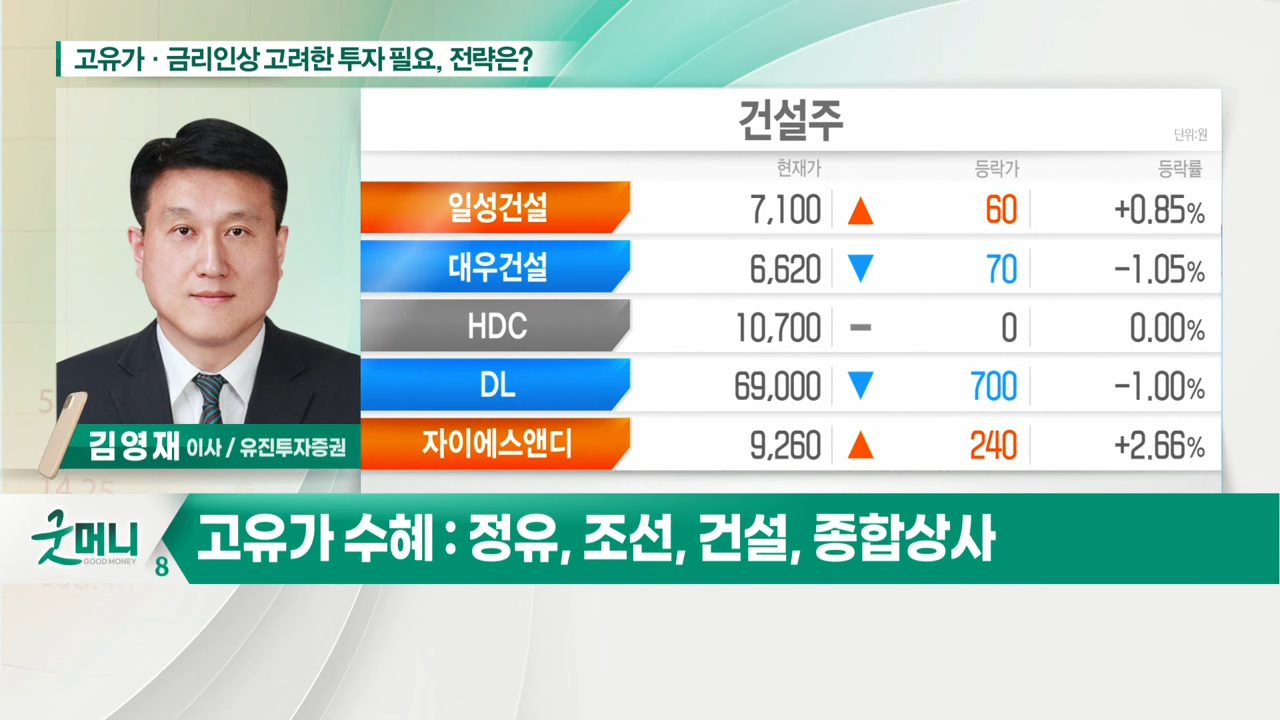 고유가 · 금리인상 고려한 투자 필요, 전략은?
건설주
단위:원
현재가 등락가 등락률
일성건설 7,100 ▲ 60 +0.85%
대우건설 6,620 ▼ 70 -1.05%
HDC 10,700 - 0 0.00%
DL 69,000 ▼ 700 -1.00%
자이에스앤디 9,260 ▲ 240 +2.66%
김영재 이사 / 유진투자증권
굿머니
GOOD MONEY
8
고유가 수혜 : 정유, 조선, 건설, 종합상사